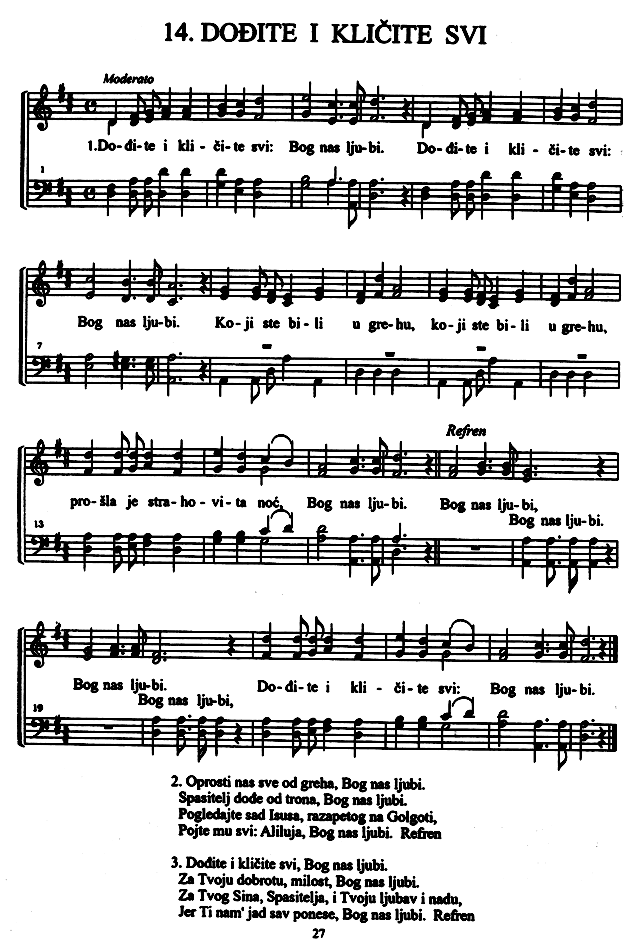 14. DOĐITE I KLIČITE SVI
Moderato
1.Do-đi-te i kli - či-te svi: Bog nas lju-bi. Do-đi-te i kli - či-te svi:
1
Bog nas lju-bi. Ko-ji ste bi-li u gre-hu, ko-ji ste bi-li u gre-hu,
7
Refren
pro-šla je stra-ho-vi-ta noć, Bog nas lju-bi. Bog nas lju-bi,
Bog nas lju-bi.
13
Bog nas lju-bi. Do-đi-te i kli - či-te svi: Bog nas lju-bi.
Bog nas lju-bi,
19
2. Oprosti nas sve od greha, Bog nas ljubi.
Spasitelj dođe od trona, Bog nas ljubi.
Pogledajte sad Isusa, razapetog na Golgoti,
Pojte mu svi: Aliluja, Bog nas ljubi. Refren
3. Dođite i kličite svi, Bog nas ljubi.
Za Tvoju dobrotu, milost, Bog nas ljubi.
Za Tvog Sina, Spasitelja, i Tvoju ljubav i nadu,
Jer Ti nam' jad sav ponese, Bog nas ljubi. Refren
27